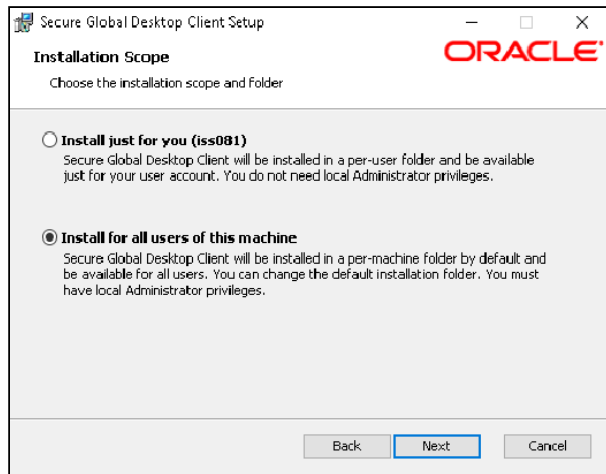 Secure Global Desktop Client Setup
Installation Scope
ORACLE
Choose the installation scope and folder
Install just for you (iss081)
Secure Global Desktop Client will be installed in a per-user folder and be available
just for your user account. You do not need local Administrator privileges.
Install for all users of this machine
Secure Global Desktop Client will be installed in a per-machine folder by default and
be available for all users. You can change the default installation folder. You must
have local Administrator privileges.
Back Next Cancel